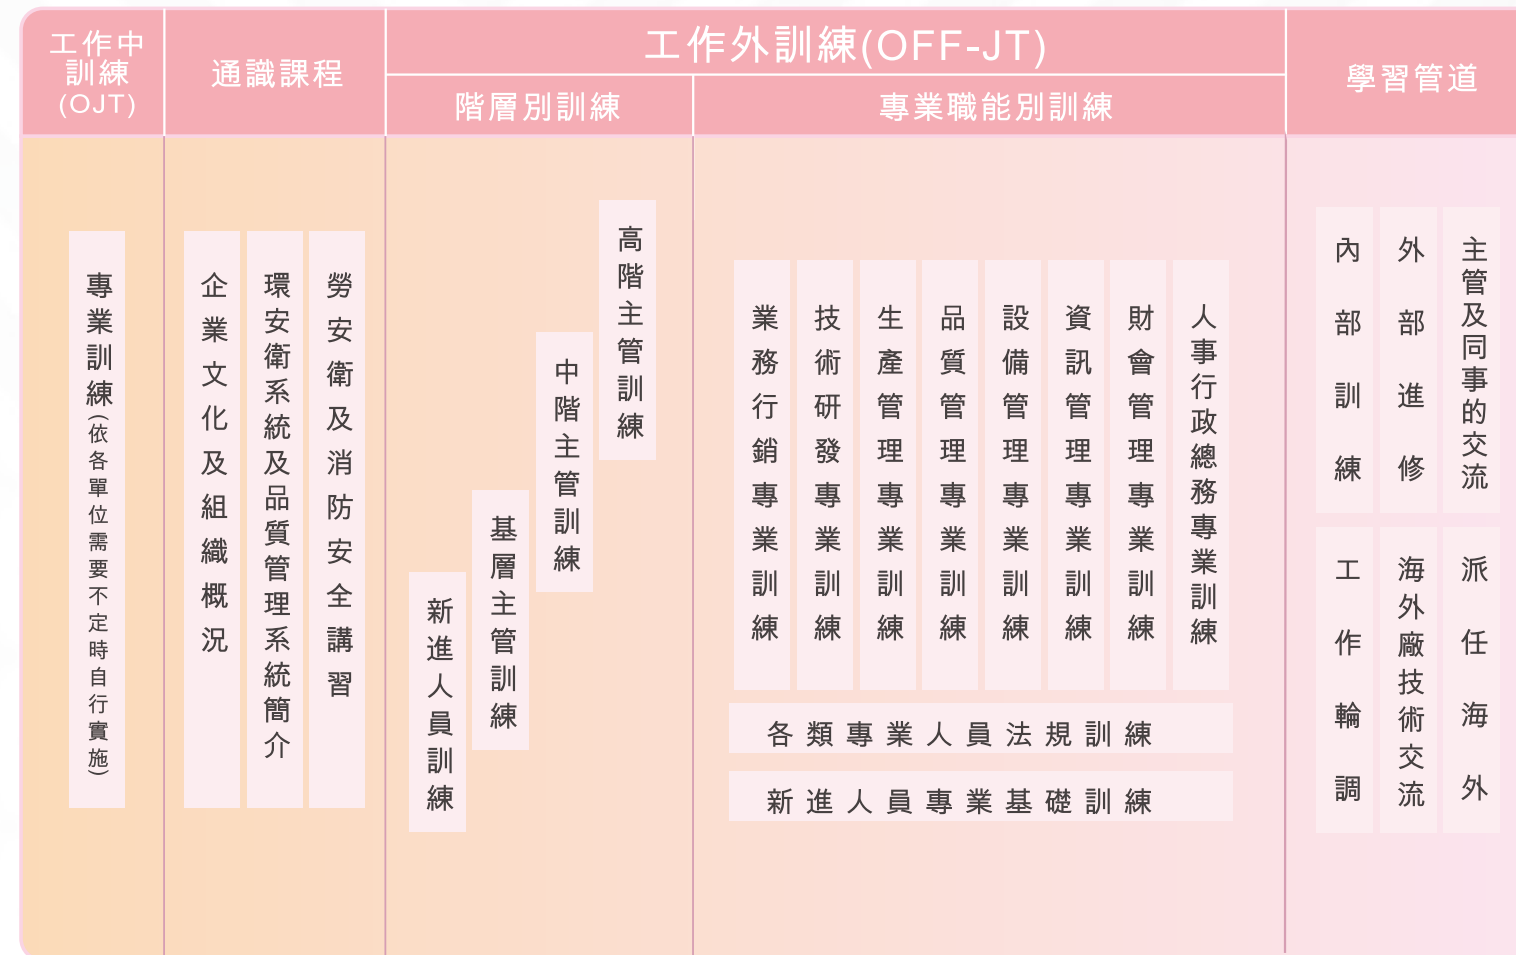 工作中
訓練
(OJT)
通識課程
工作外訓練(OFF-JT)
階層別訓練
專業職能別訓練
學習管道
專業訓練(依各單位需要不定時自行實施)
企業文化及組織概況
環安衛系統及品質管理系統簡介
勞安衛及消防安全講習
新進人員訓練
基層主管訓練
中階主管訓練
高階主管訓練
業務行銷專業訓練
技術研發專業訓練
生產管理專業訓練
品質管理專業訓練
設備管理專業訓練
資訊管理專業訓練
財會管理專業訓練
人事行政總務專業訓練
各類專業人員法規訓練
新進人員專業基礎訓練
內部訓練
外部進修
主管及同事的交流
工作輪調
海外廠技術交流
派任海外